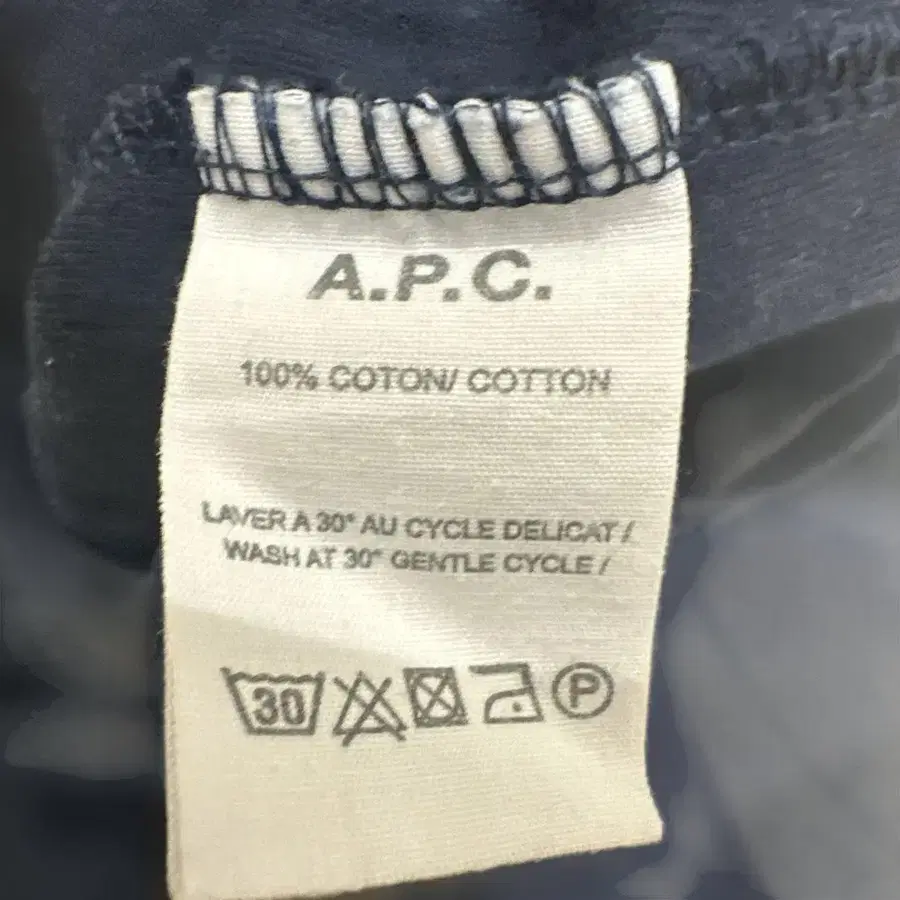 A.P.C.
100% COTON/ COTTON
LAVER A 30° AU CYCLE DELICAT /
WASH AT 30° GENTLE CYCLE /
30 P